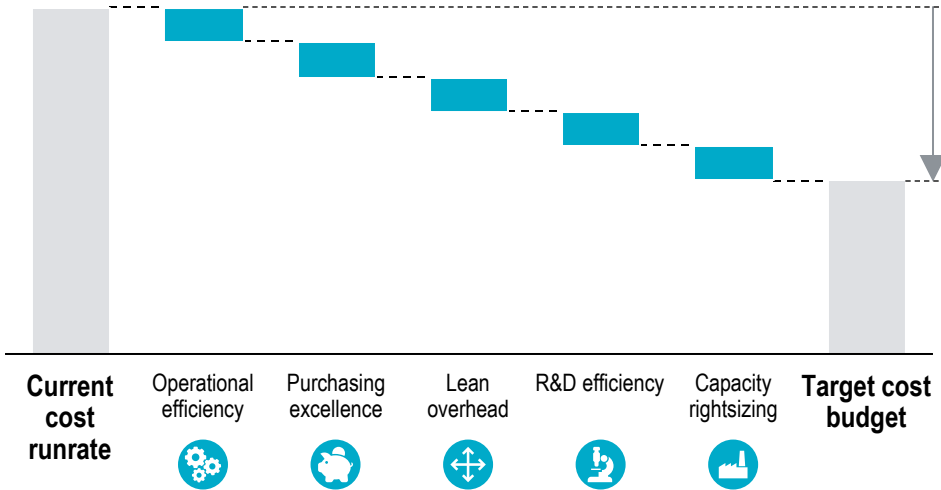 Current
cost
runrate
Operational
efficiency
Purchasing
excellence
Lean
overhead
R&D efficiency
Capacity
rightsizing
Target cost
budget